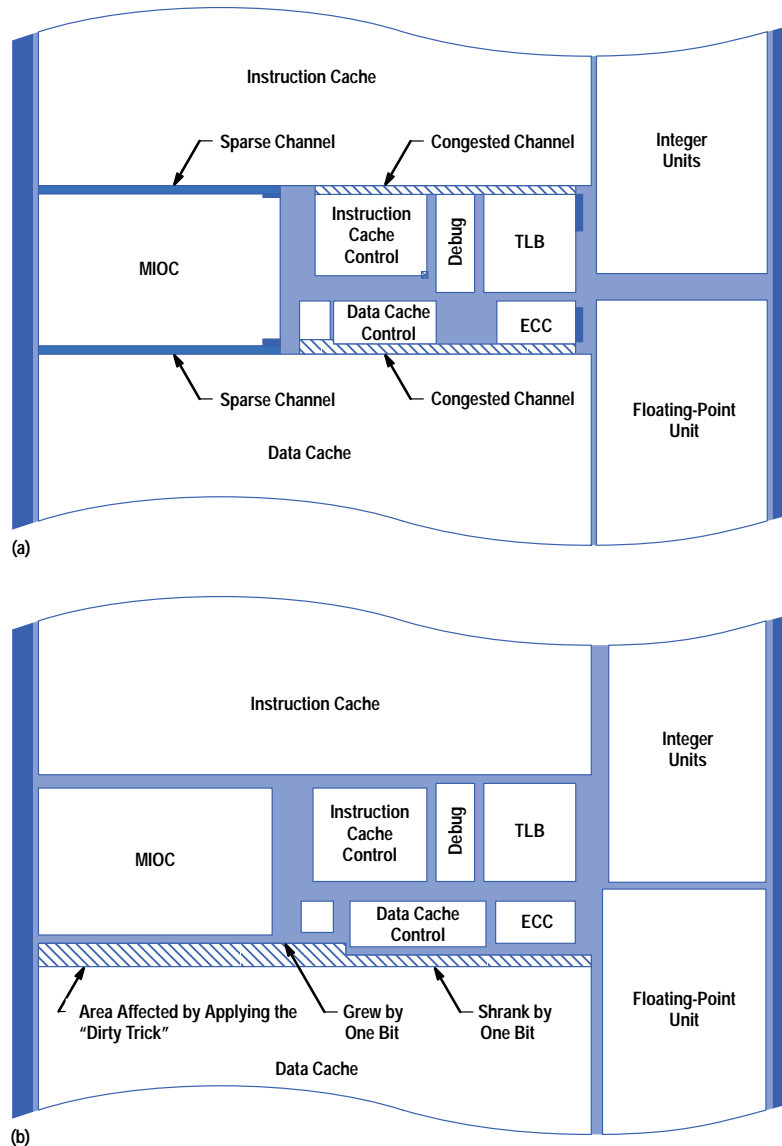 Instruction Cache
Integer
Units
Sparse Channel
Congested Channel
Instruction
Cache
Control
Debug
TLB
MIOC
Data Cache
Control
ECC
Sparse Channel
Congested Channel
Floating-Point
Unit
Data Cache
(a)
Instruction Cache
Integer
Units
Instruction
Cache
Control
Debug
TLB
MIOC
Data Cache
Control
ECC
Area Affected by Applying the
“Dirty Trick”
Grew by
One Bit
Shrank by
One Bit
Floating-Point
Unit
Data Cache
(b)